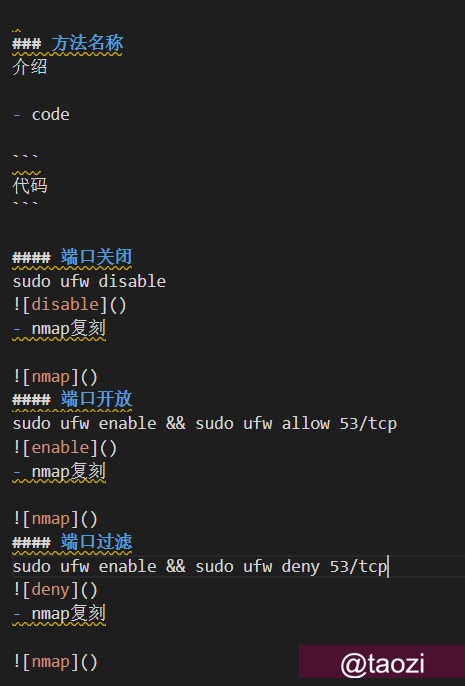 ### 方法名称
介绍
- code
```
代码
```
#### 端口关闭
sudo ufw disable
![disable]()
- nmap复刻
![nmap]()
#### 端口开放
sudo ufw enable && sudo ufw allow 53/tcp
![enable]()
- nmap复刻
![nmap]()
#### 端口过滤
sudo ufw enable && sudo ufw deny 53/tcp
![deny]()
- nmap复刻
![nmap]()
@taozi